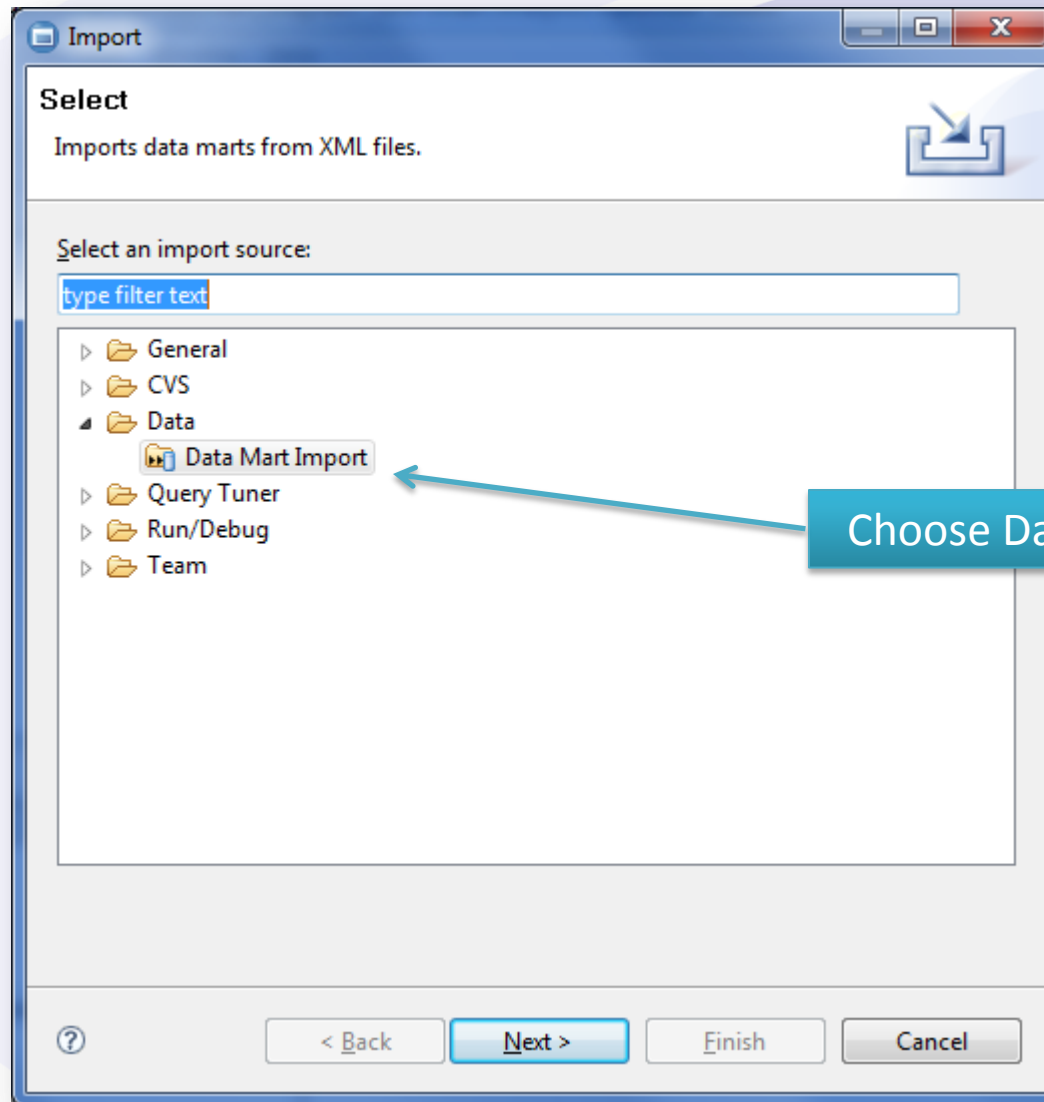 Import
Select
Imports data marts from XML files.
Select an import source:
type filter text
General
CVS
Data
Data Mart Import
Choose Da
Query Tuner
Run/Debug
Team
< Back
Next >
Finish
Cancel